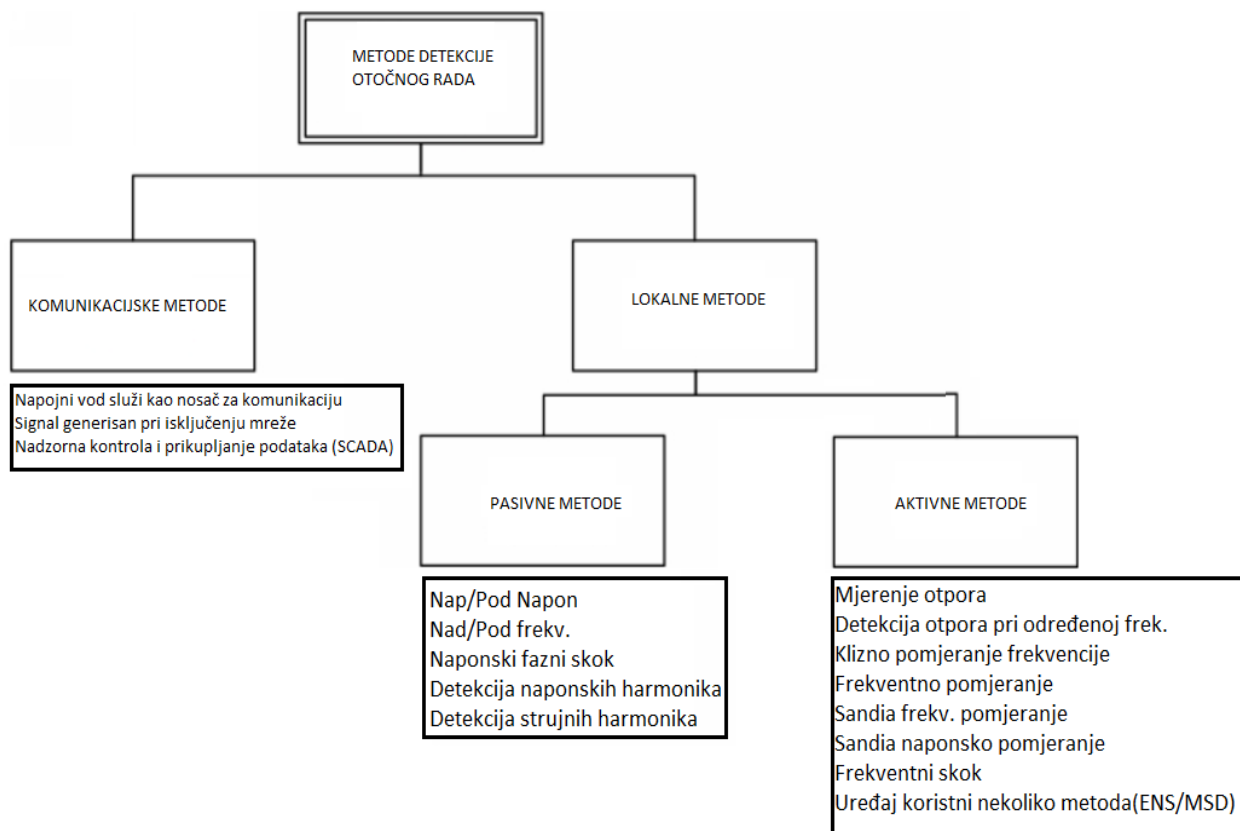 METODE DETEKCIJE
OTOČNOG RADA
KOMUNIKACIJSKE METODE
LOKALNE METODE
Napojni vod služi kao nosač za komunikaciju
Signal generisan pri isključenju mreže
Nadzorna kontrola i prikupljanje podataka (SCADA)
PASIVNE METODE
AKTIVNE METODE
Nap/Pod Napon
Nad/Pod frekv.
Naponski fazni skok
Detekcija naponskih harmonika
Detekcija strujnih harmonika
Mjerenje otpora
Detekcija otpora pri određenoj frek.
Klizno pomjeranje frekvencije
Frekventno pomjeranje
Sandia frekv. pomjeranje
Sandia naponsko pomjeranje
Frekventni skok
Uređaj koristni nekoliko metoda(ENS/MSD)